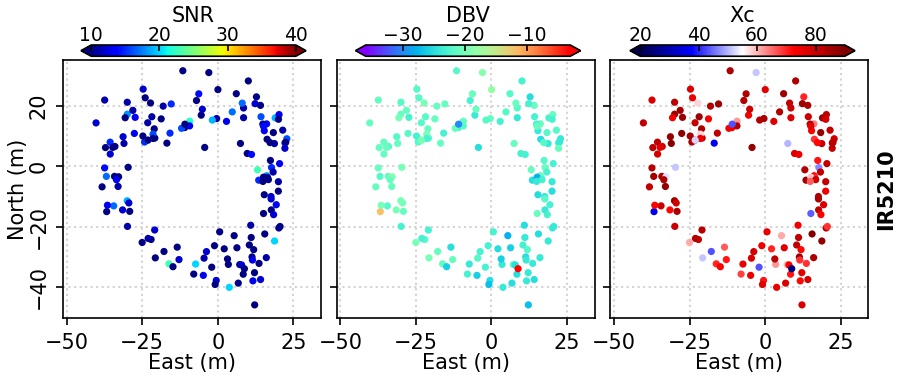 SNR DBV Xc
10 20 30 40 −30 −20 −10 20 40 60 80
North (m)
20
0
−20
−40
IR5210
−50 −25 0 25 −50 −25 0 25 −50 −25 0 25
East (m) East (m) East (m)